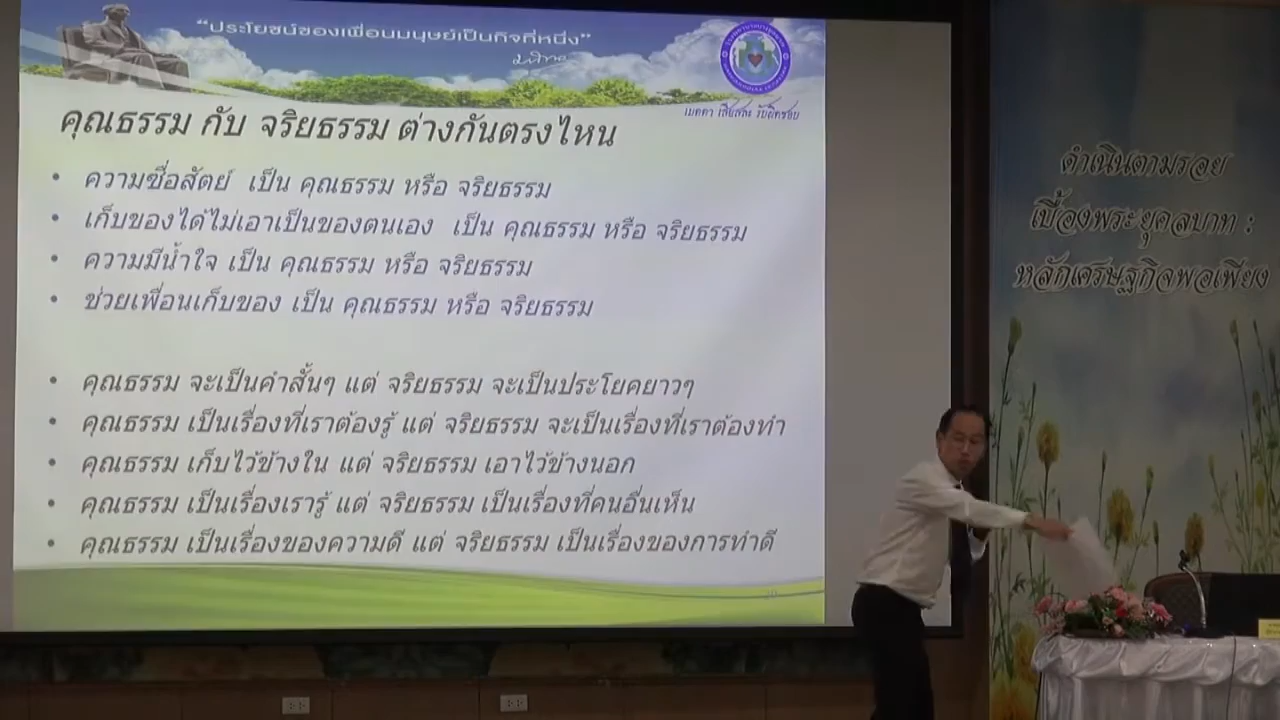 “ประโยชน์ของเพื่อนมนุษย์เป็นกิจที่หนึ่ง”
เมตตา เสียสละ รับผิดชอบ
คุณธรรม กับ จริยธรรม ต่างกันตรงไหน
• ความซื่อสัตย์ เป็น คุณธรรม หรือ จริยธรรม
• เก็บของได้ไม่เอาเป็นของตนเอง เป็น คุณธรรม หรือ จริยธรรม
• ความมีน้ำใจ เป็น คุณธรรม หรือ จริยธรรม
• ช่วยเพื่อนเก็บของ เป็น คุณธรรม หรือ จริยธรรม
• คุณธรรม จะเป็นคำสั้นๆ แต่ จริยธรรม จะเป็นประโยคยาวๆ
• คุณธรรม เป็นเรื่องที่เราต้องรู้ แต่ จริยธรรม จะเป็นเรื่องที่เราต้องทำ
• คุณธรรม เก็บไว้ข้างใน แต่ จริยธรรม เอาไว้ข้างนอก
• คุณธรรม เป็นเรื่องเรารู้ แต่ จริยธรรม เป็นเรื่องที่คนอื่นเห็น
• คุณธรรม เป็นเรื่องของความดี แต่ จริยธรรม เป็นเรื่องของการทำดี
ดำเนินตามรอย
เบื้องพระยุคลบาท :
หลักเศรษฐกิจพอเพียง